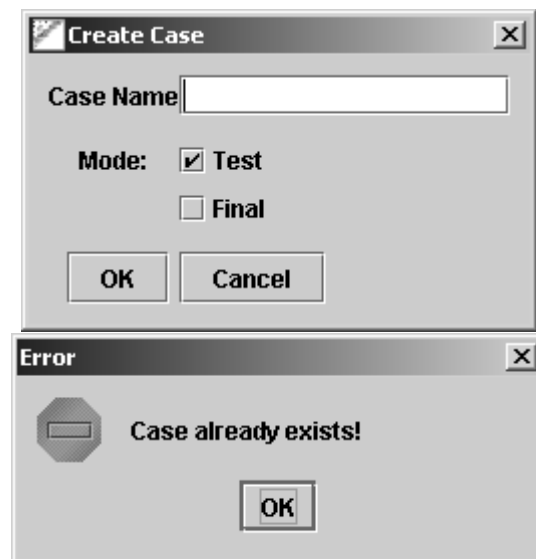 Create Case
Case Name
Mode: Test
Final
OK Cancel
Error
Case already exists!
OK